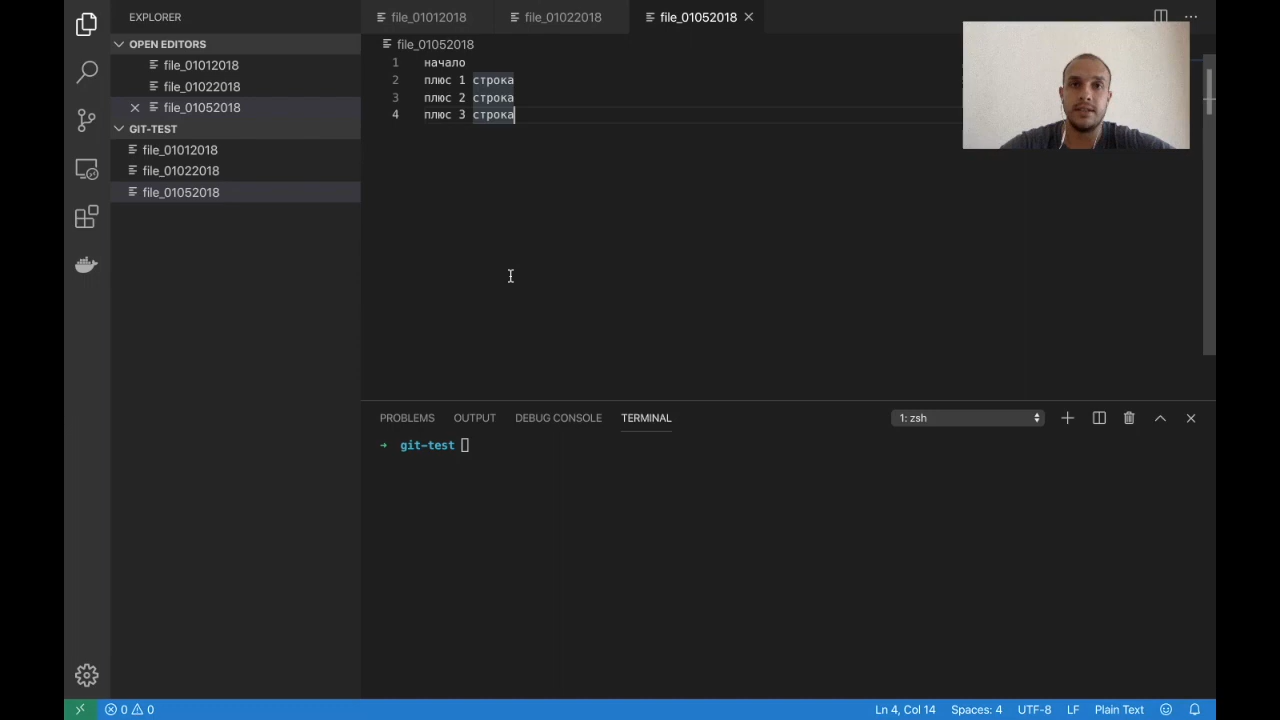 EXPLORER
OPEN EDITORS
file_01012018
file_01022018
file_01052018
GIT-TEST
file_01012018
file_01022018
file_01052018
file_01012018 file_01022018 file_01052018
file_01052018
1 начало
2 плюс 1 строка
3 плюс 2 строка
4 плюс 3 строка
PROBLEMS OUTPUT DEBUG CONSOLE TERMINAL 1: zsh
→ git-test
0 0 Ln 4, Col 14 Spaces: 4 UTF-8 LF Plain Text